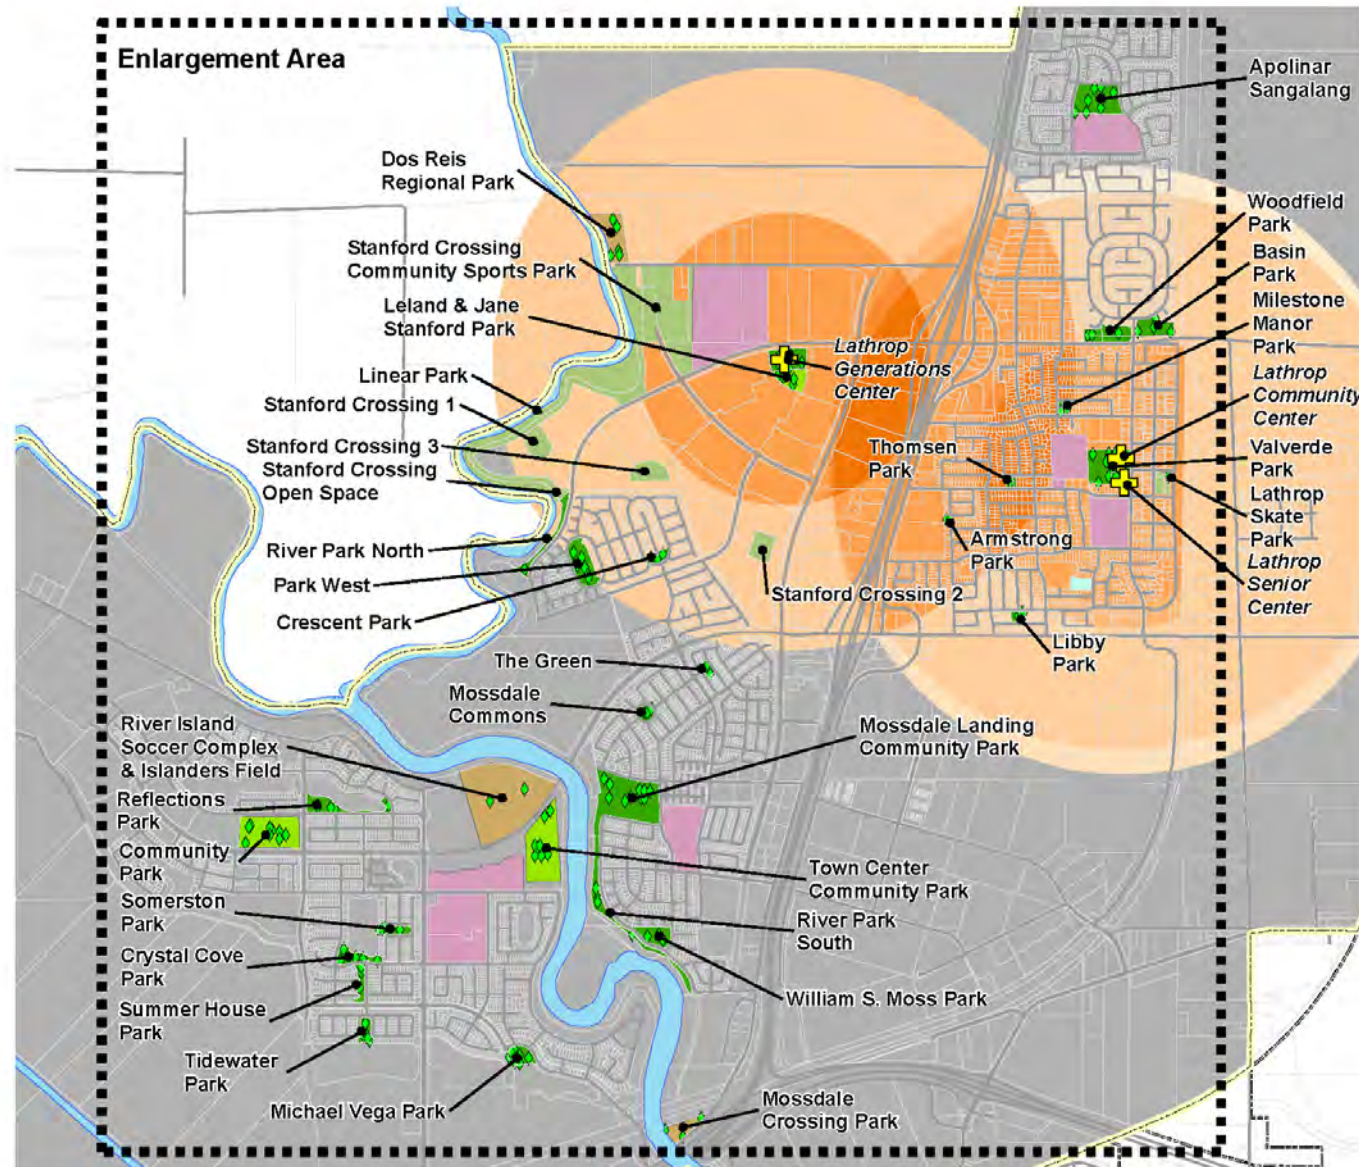 Enlargement Area
Apolinar
Sangalang
Dos Reis
Regional Park
Woodfield
Park
Stanford Crossing
Community Sports Park
Basin
Park
Leland & Jane
Stanford Park
Milestone
Manor
Park
Lathrop
Generations
Center
Linear Park
Lathrop
Community
Center
Stanford Crossing 1
Stanford Crossing 3
Thomsen
Park
Valverde
Park
Stanford Crossing
Open Space
Lathrop
Skate
Park
River Park North
Armstrong
Park
Lathrop
Senior
Center
Park West
Stanford Crossing 2
Crescent Park
Libby
Park
The Green
Mossdale
Commons
River Island
Soccer Complex
& Islanders Field
Mossdale Landing
Community Park
Reflections
Park
Community
Park
Town Center
Community Park
Somerston
Park
River Park
South
Crystal Cove
Park
William S. Moss Park
Summer House
Park
Tidewater
Park
Michael Vega Park
Mossdale
Crossing Park